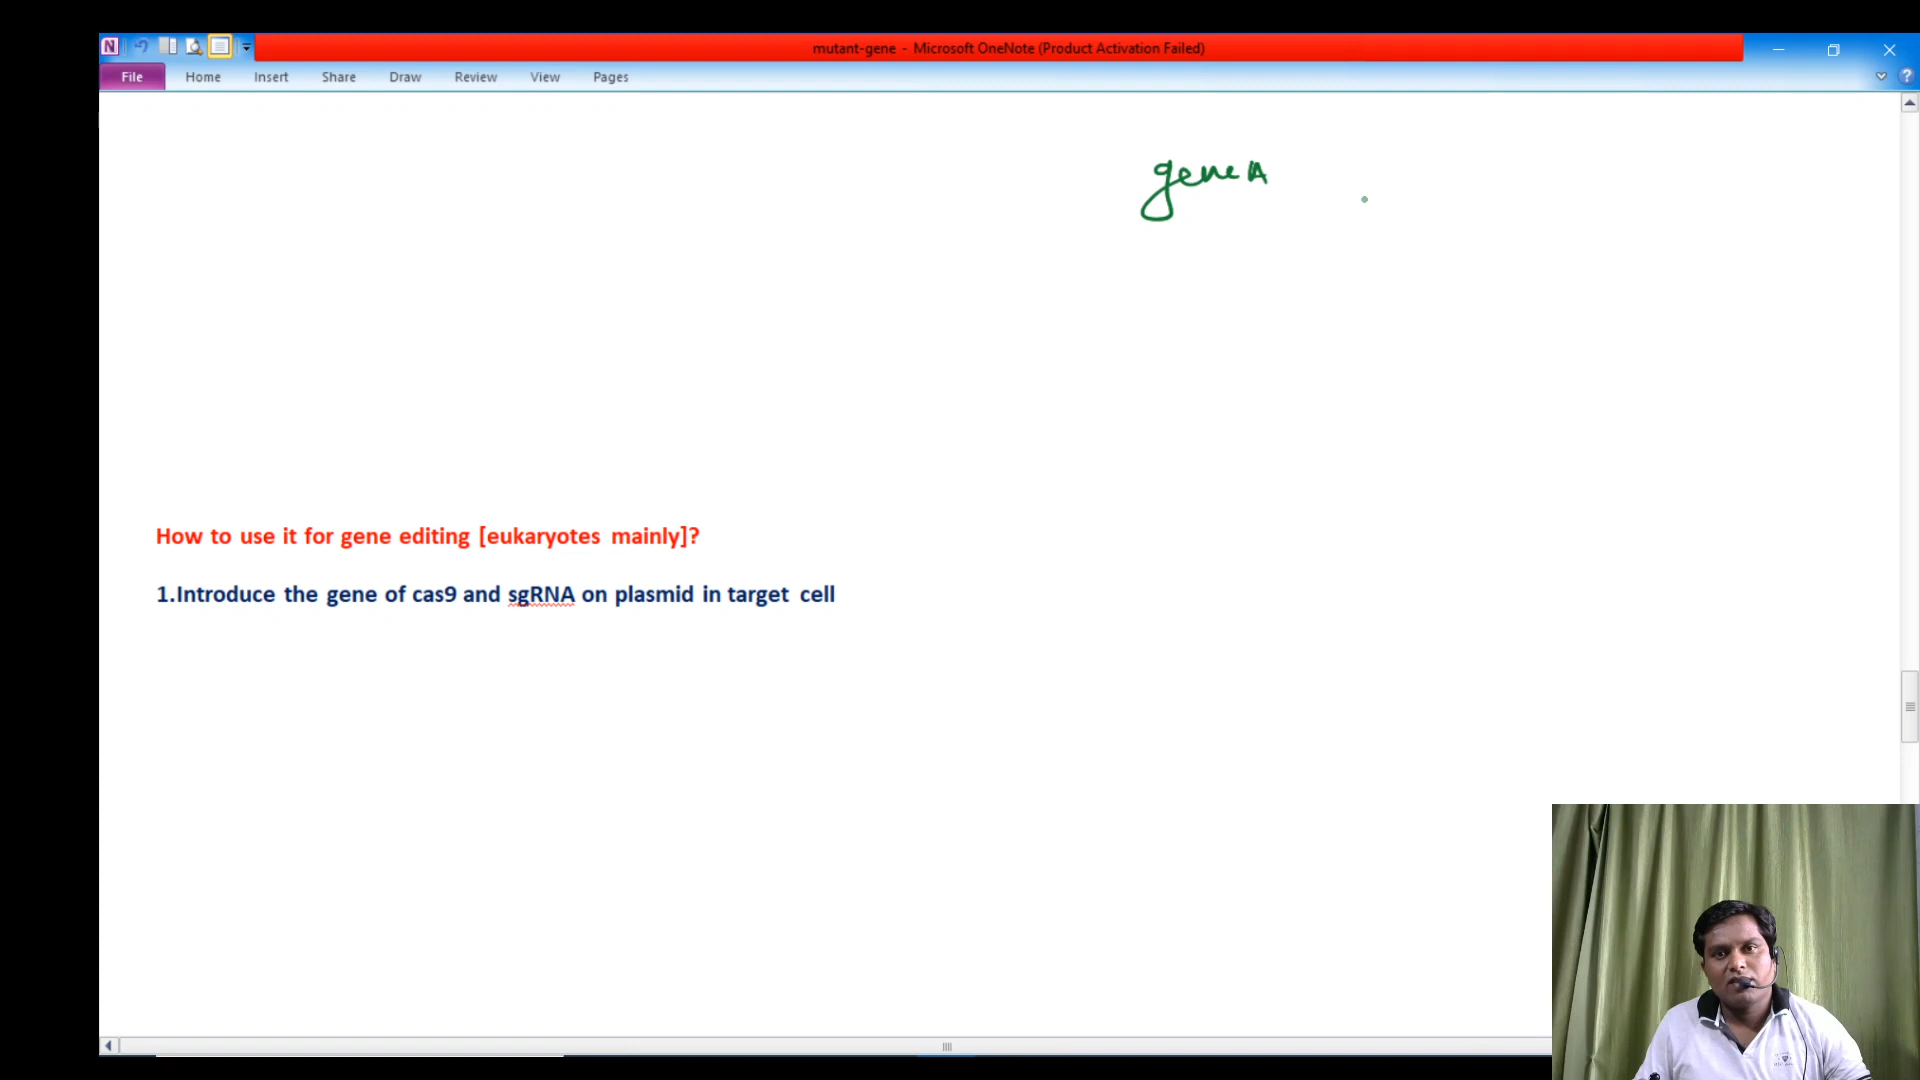 mutant-gene - Microsoft OneNote (Product Activation Failed)
File Home Insert Share Draw Review View Pages
gene A
How to use it for gene editing [eukaryotes mainly]?
1.Introduce the gene of cas9 and sgRNA on plasmid in target cell